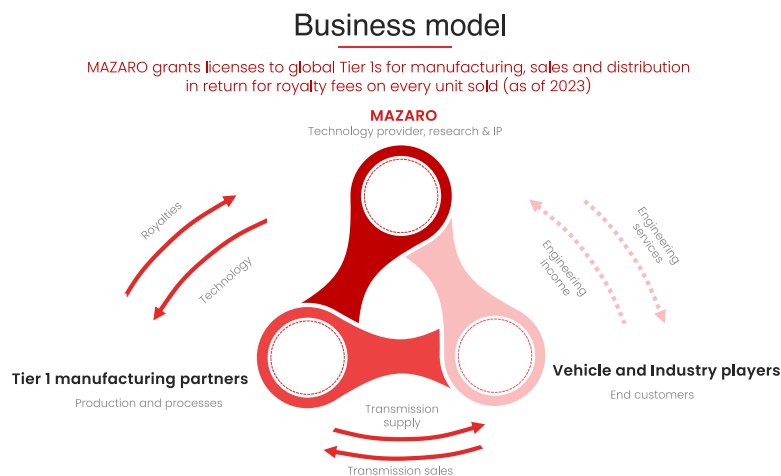 Business model
MAZARO grants licenses to global Tier 1s for manufacturing, sales and distribution
in return for royalty fees on every unit sold (as of 2023)
MAZARO
Technology provider, research & IP
Royalties
Technology
Engineering
income
Engineering
services
Tier 1 manufacturing partners
Production and processes
Vehicle and Industry players
End customers
Transmission
supply
Transmission sales